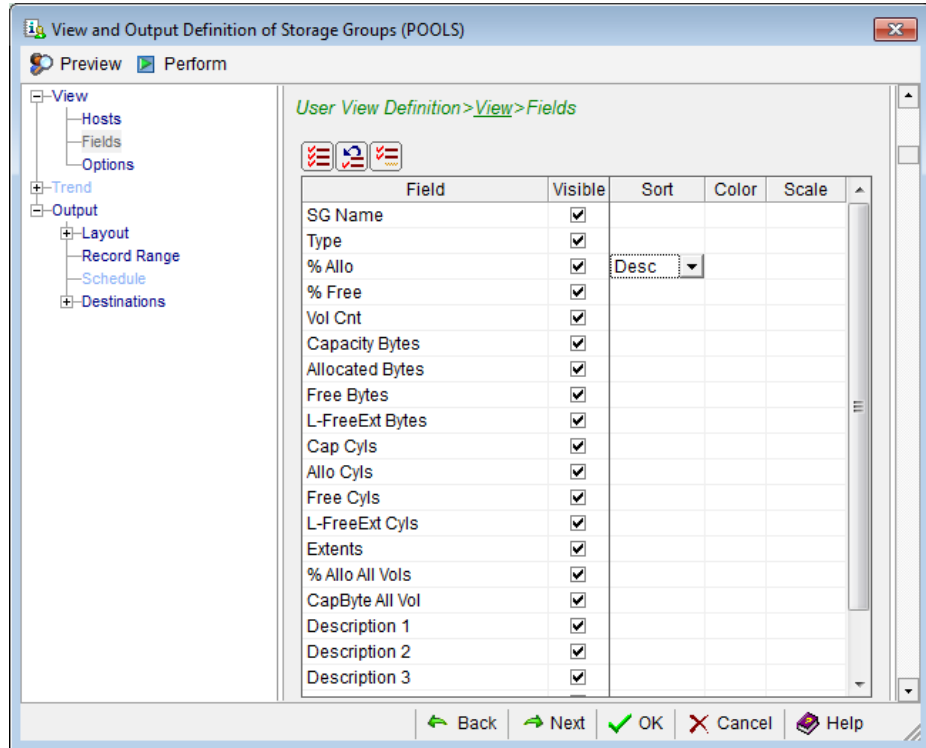 View and Output Definition of Storage Groups (POOLS)
Preview Perform
View
Hosts
Fields
Options
Trend
Output
Layout
Record Range
Schedule
Destinations
User View Definition>View>Fields
Field Visible Sort Color Scale
SG Name
Type
% Allo Desc
% Free
Vol Cnt
Capacity Bytes
Allocated Bytes
Free Bytes
L-FreeExt Bytes
Cap Cyls
Allo Cyls
Free Cyls
L-FreeExt Cyls
Extents
% Allo All Vols
CapByte All Vol
Description 1
Description 2
Description 3
Back Next OK Cancel Help